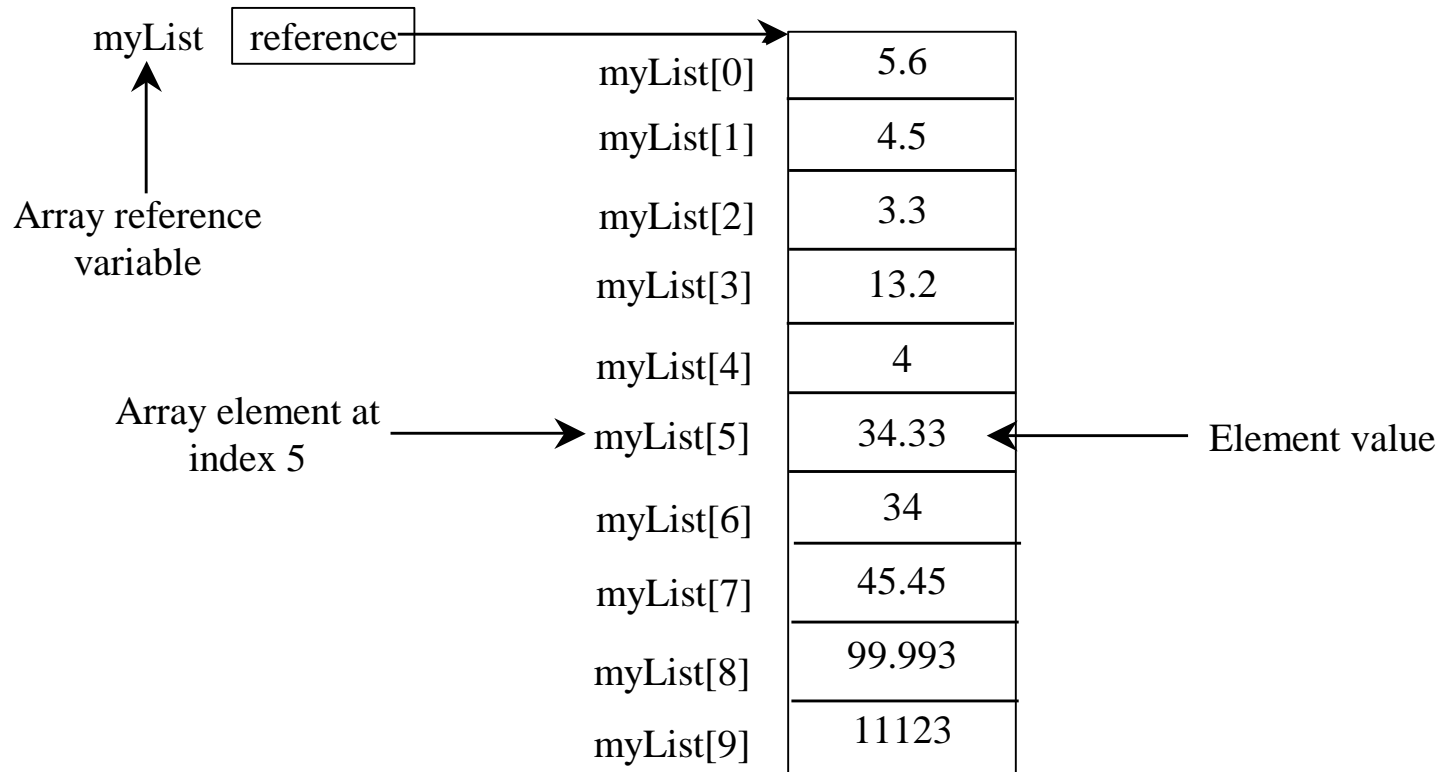 myList reference
myList[0] 5.6
myList[1] 4.5
Array reference
variable
myList[2] 3.3
myList[3] 13.2
myList[4] 4
Array element at
index 5
myList[5] 34.33 Element value
myList[6] 34
myList[7] 45.45
myList[8] 99.993
myList[9] 11123